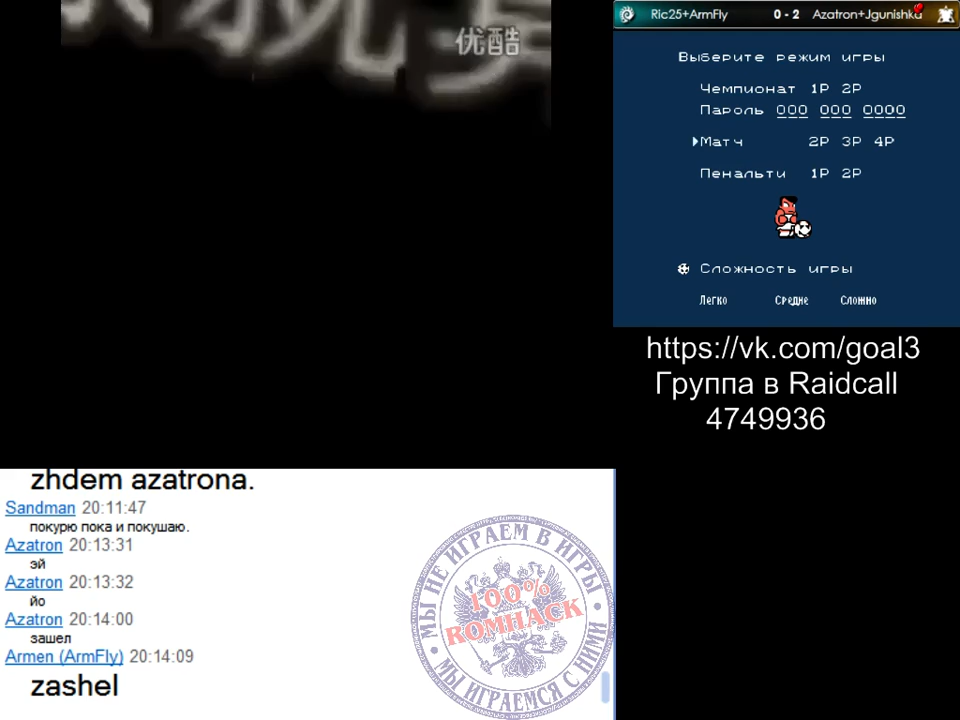 优酷
Ric25+ArmFly 0 - 2 Azatron+Jgunishka
Выберите режим игры
Чемпионат 1P 2P
Пароль 000 000 0000
Матч 2P 3P 4P
Пенальти 1P 2P
Сложность игры
Легко Средне Сложно
https://vk.com/goal3
Группа в Raidcall
4749936
zhdem azatrona.
Sandman 20:11:47
покурю пока и покушаю.
Azatron 20:13:31
эй
Azatron 20:13:32
йо
Azatron 20:14:00
зашел
Armen (ArmFly) 20:14:09
zashel
МЫ НЕ ИГРАЕМ В ИГРЫ
100%
ROMHACK
МЫ ИГРАЕМСЯ С НИМИ